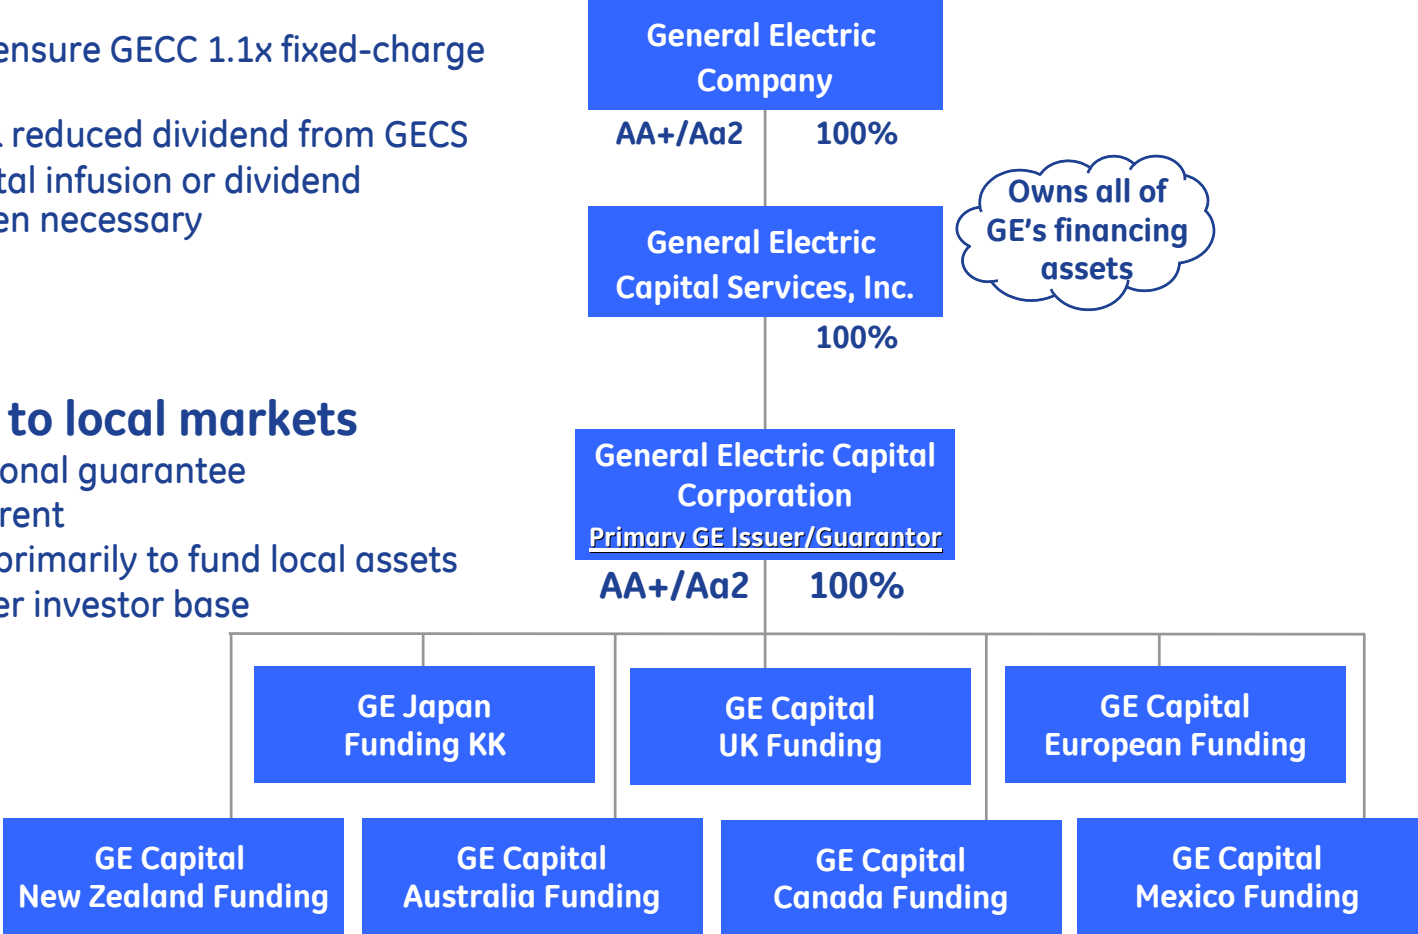 ensure GECC 1.1x fixed-charge
reduced dividend from GECS
tal infusion or dividend
en necessary
to local markets
onal guarantee
rent
primarily to fund local assets
er investor base
General Electric
Company
AA+/Aa2 100%
General Electric
Capital Services, Inc.
100%
Owns all of
GE's financing
assets
General Electric Capital
Corporation
Primary GE Issuer/Guarantor
AA+/Aa2 100%
GE Japan
Funding KK
GE Capital
UK Funding
GE Capital
European Funding
GE Capital
New Zealand Funding
GE Capital
Australia Funding
GE Capital
Canada Funding
GE Capital
Mexico Funding